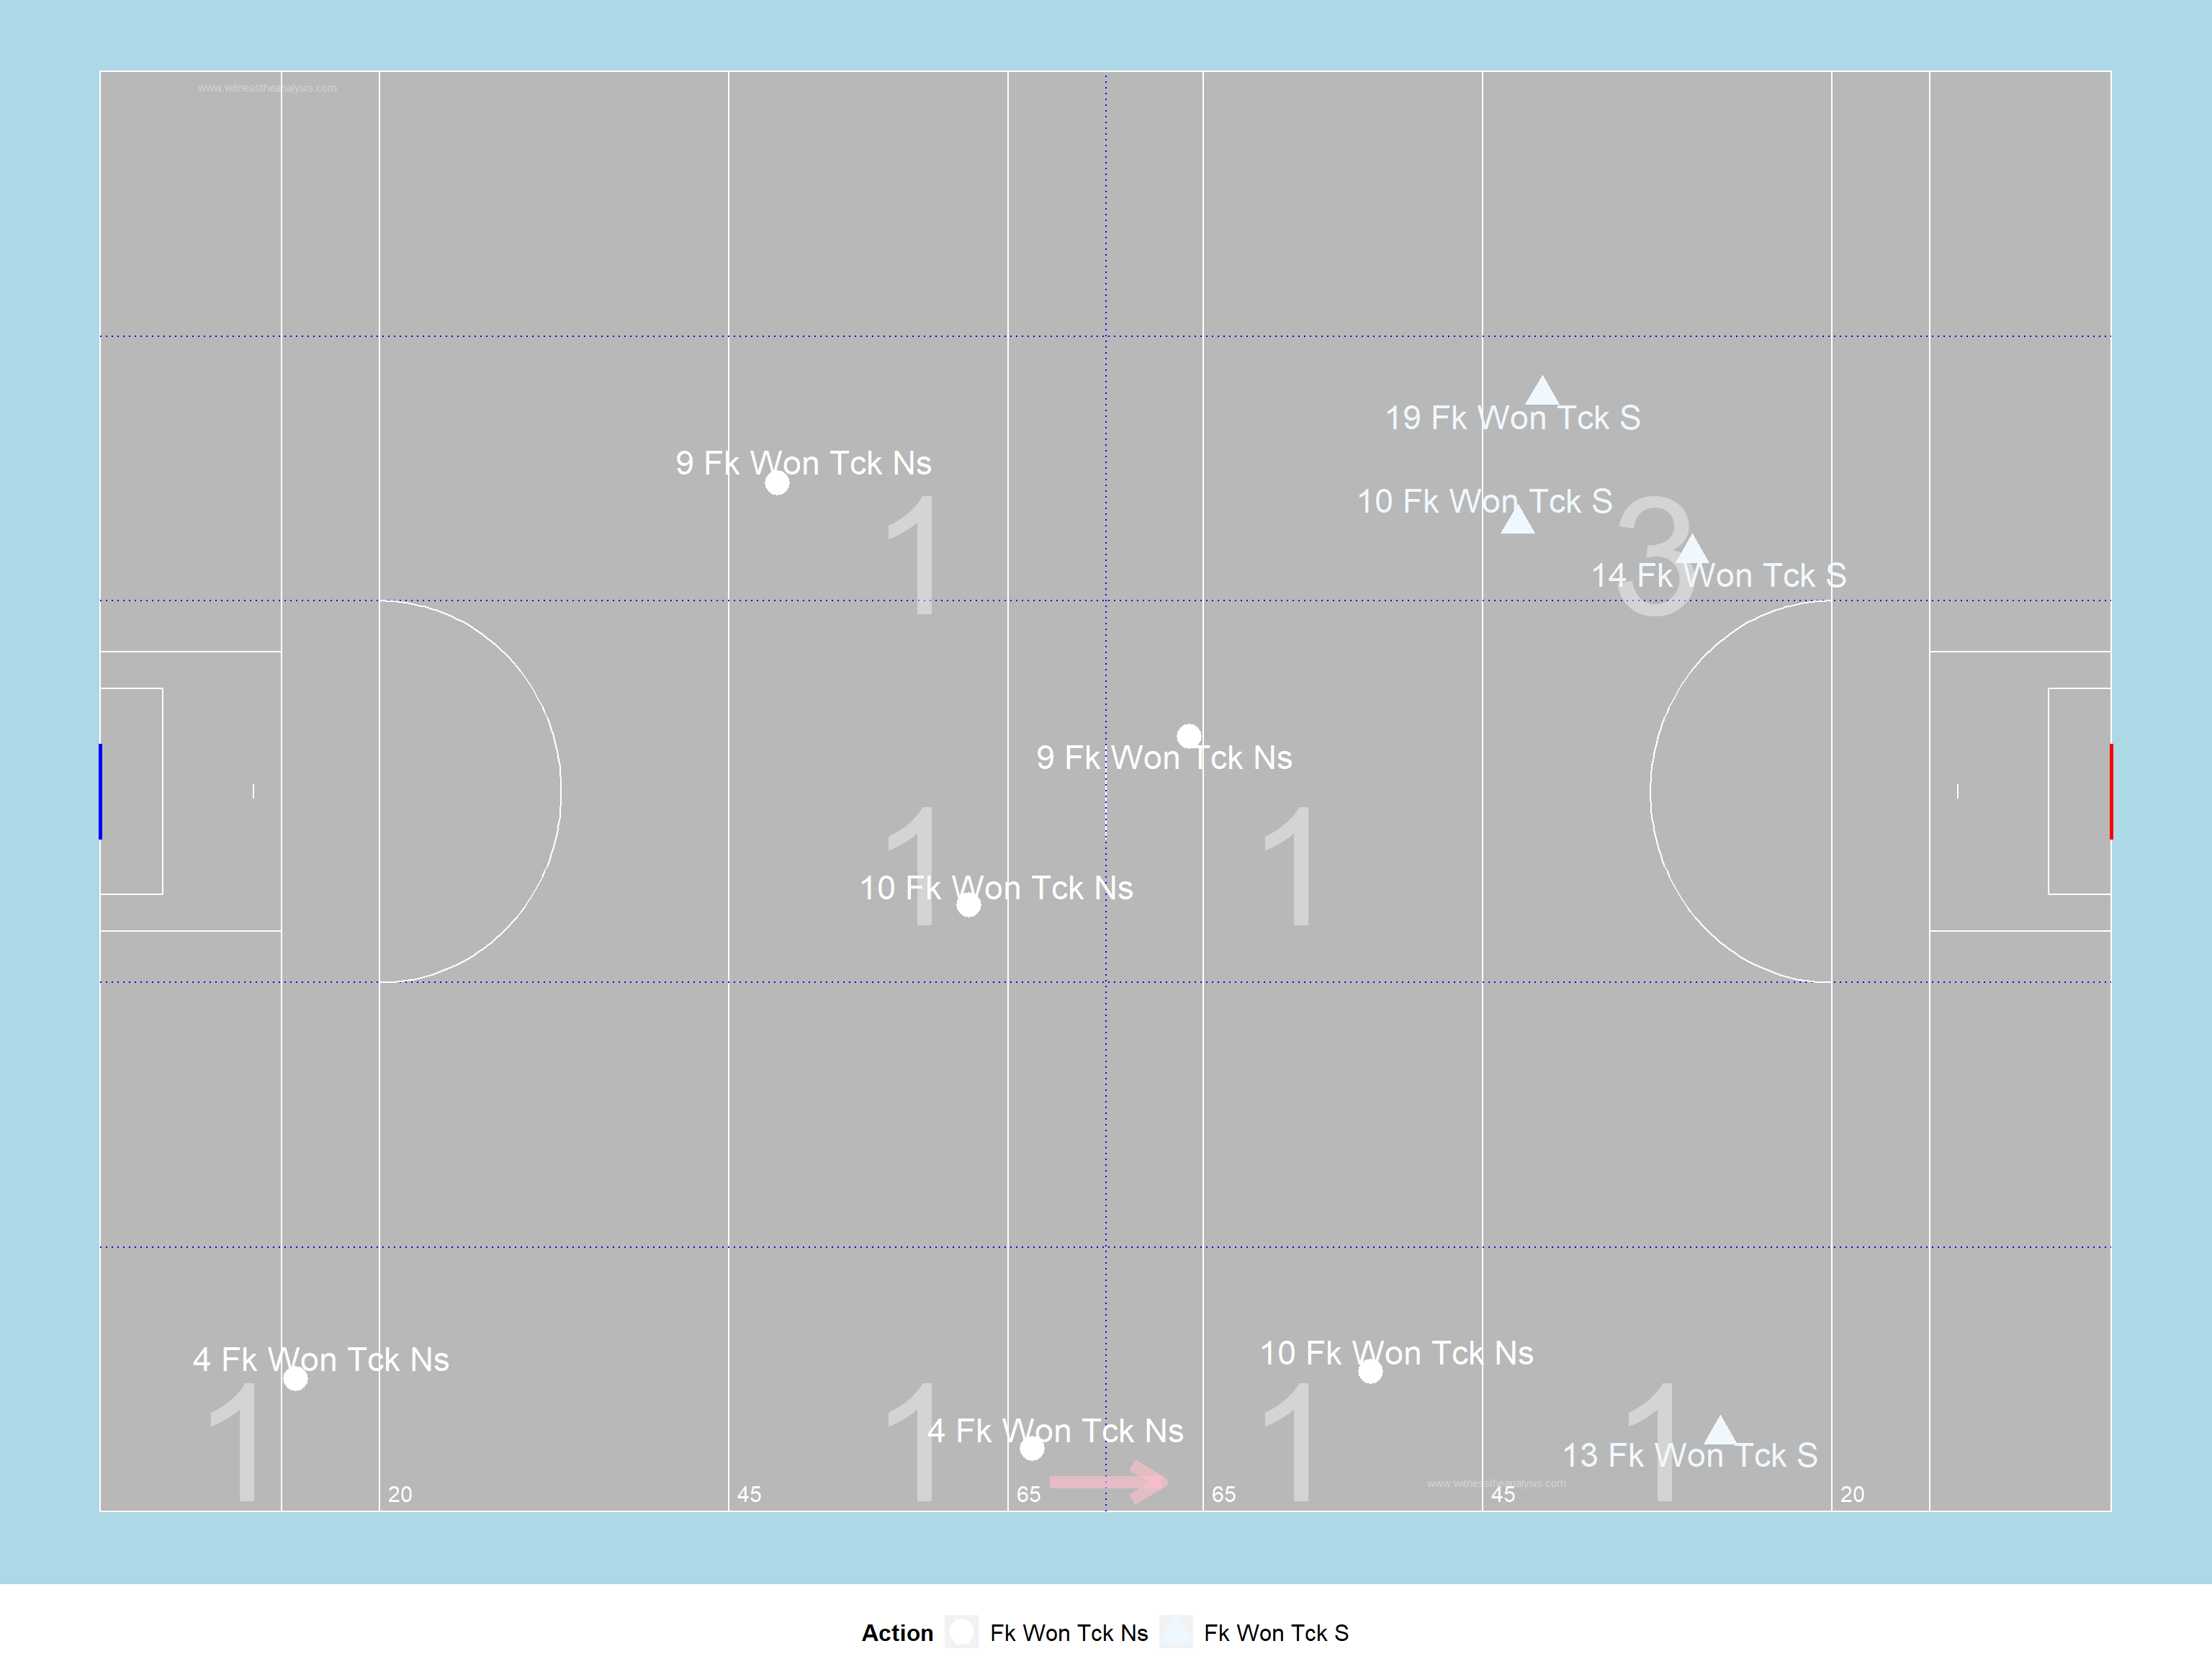 www.witnesstheanalysis.com
19 Fk Won Tck S
9 Fk Won Tck Ns
10 Fk Won Tck S
1
3
14 Fk Won Tck S
9 Fk Won Tck Ns
1
1
10 Fk Won Tck Ns
10 Fk Won Tck Ns
4 Fk Won Tck Ns
1
1
1
1
4 Fk Won Tck Ns
13 Fk Won Tck S
www.witnesstheanalysis.com
20
45
65
65
45
20
Action Fk Won Tck Ns Fk Won Tck S